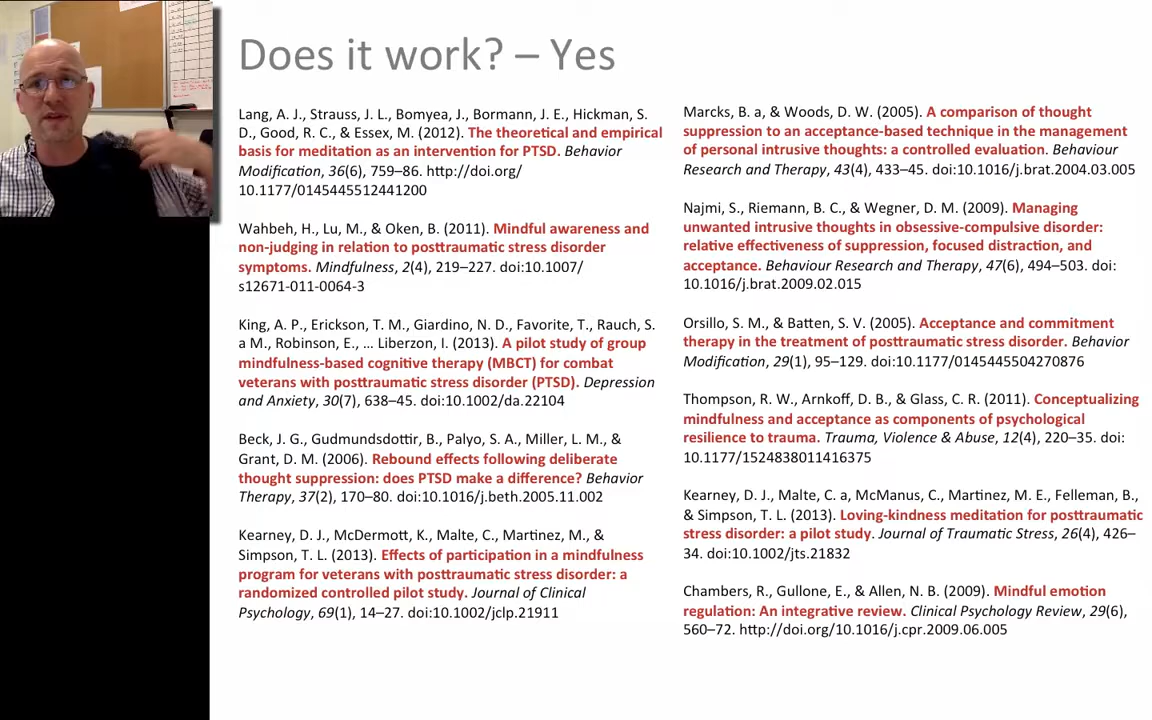 Does it work? – Yes
Lang, A. J., Strauss, J. L., Bomyea, J., Bormann, J. E., Hickman, S.
D., Good, R. C., & Essex, M. (2012). The theoretical and empirical
basis for meditation as an intervention for PTSD. Behavior
Modification, 36(6), 759–86. http://doi.org/
10.1177/0145445512441200
Wahbeh, H., Lu, M., & Oken, B. (2011). Mindful awareness and
non-judging in relation to posttraumatic stress disorder
symptoms. Mindfulness, 2(4), 219–227. doi:10.1007/
s12671-011-0064-3
King, A. P., Erickson, T. M., Giardino, N. D., Favorite, T., Rauch, S.
a M., Robinson, E., … Liberzon, I. (2013). A pilot study of group
mindfulness-based cognitive therapy (MBCT) for combat
veterans with posttraumatic stress disorder (PTSD). Depression
and Anxiety, 30(7), 638–45. doi:10.1002/da.22104
Beck, J. G., Gudmundsdottir, B., Palyo, S. A., Miller, L. M., &
Grant, D. M. (2006). Rebound effects following deliberate
thought suppression: does PTSD make a difference? Behavior
Therapy, 37(2), 170–80. doi:10.1016/j.beth.2005.11.002
Kearney, D. J., McDermott, K., Malte, C., Martinez, M., &
Simpson, T. L. (2013). Effects of participation in a mindfulness
program for veterans with posttraumatic stress disorder: a
randomized controlled pilot study. Journal of Clinical
Psychology, 69(1), 14–27. doi:10.1002/jclp.21911
Marcks, B. a, & Woods, D. W. (2005). A comparison of thought
suppression to an acceptance-based technique in the management
of personal intrusive thoughts: a controlled evaluation. Behaviour
Research and Therapy, 43(4), 433–45. doi:10.1016/j.brat.2004.03.005
Najmi, S., Riemann, B. C., & Wegner, D. M. (2009). Managing
unwanted intrusive thoughts in obsessive-compulsive disorder:
relative effectiveness of suppression, focused distraction, and
acceptance. Behaviour Research and Therapy, 47(6), 494–503. doi:
10.1016/j.brat.2009.02.015
Orsillo, S. M., & Batten, S. V. (2005). Acceptance and commitment
therapy in the treatment of posttraumatic stress disorder. Behavior
Modification, 29(1), 95–129. doi:10.1177/0145445504270876
Thompson, R. W., Arnkoff, D. B., & Glass, C. R. (2011). Conceptualizing
mindfulness and acceptance as components of psychological
resilience to trauma. Trauma, Violence & Abuse, 12(4), 220–35. doi:
10.1177/1524838011416375
Kearney, D. J., Malte, C. a, McManus, C., Martinez, M. E., Felleman, B.,
& Simpson, T. L. (2013). Loving-kindness meditation for posttraumatic
stress disorder: a pilot study. Journal of Traumatic Stress, 26(4), 426–
34. doi:10.1002/jts.21832
Chambers, R., Gullone, E., & Allen, N. B. (2009). Mindful emotion
regulation: An integrative review. Clinical Psychology Review, 29(6),
560–72. http://doi.org/10.1016/j.cpr.2009.06.005